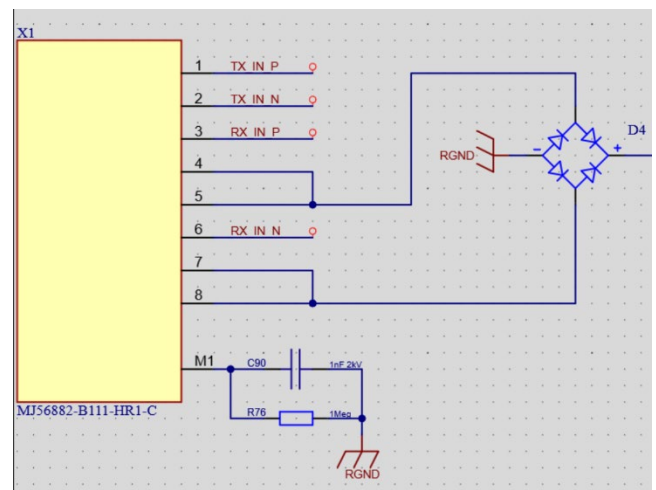 X1
1 TX_IN_P
2 TX_IN_N
3 RX_IN_P
4
5
6 RX_IN_N
7
8
M1
C90 1nF 2kV
R76 1Meg
RGND
MJ56882-B111-HR1-C
RGND
- +
D4